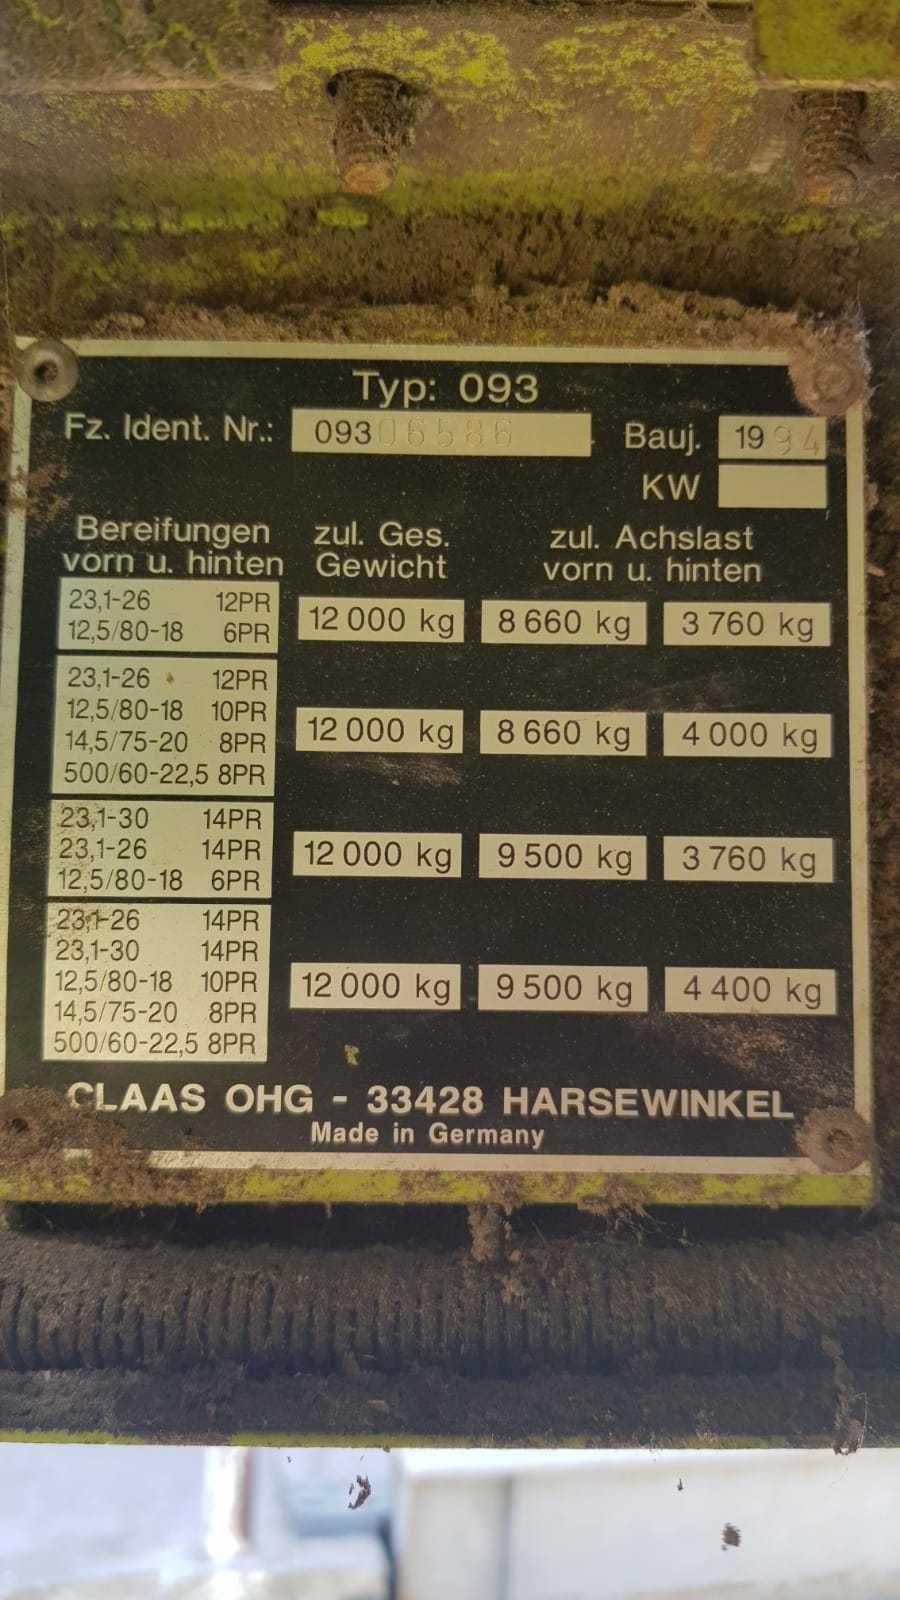 Typ: 093
Fz. Ident. Nr.: 09306586 Bauj. 1994
KW
Bereifungen vorn u. hinten zul. Ges. Gewicht zul. Achslast vorn u. hinten
23,1-26 12PR
12,5/80-18 6PR
12 000 kg 8 660 kg 3 760 kg
23,1-26 12PR
12,5/80-18 10PR
14,5/75-20 8PR
500/60-22,5 8PR
12 000 kg 8 660 kg 4 000 kg
23,1-30 14PR
23,1-26 14PR
12,5/80-18 6PR
12 000 kg 9 500 kg 3 760 kg
23,1-26 14PR
23,1-30 14PR
12,5/80-18 10PR
14,5/75-20 8PR
500/60-22,5 8PR
12 000 kg 9 500 kg 4 400 kg
CLAAS OHG - 33428 HARSEWINKEL
Made in Germany